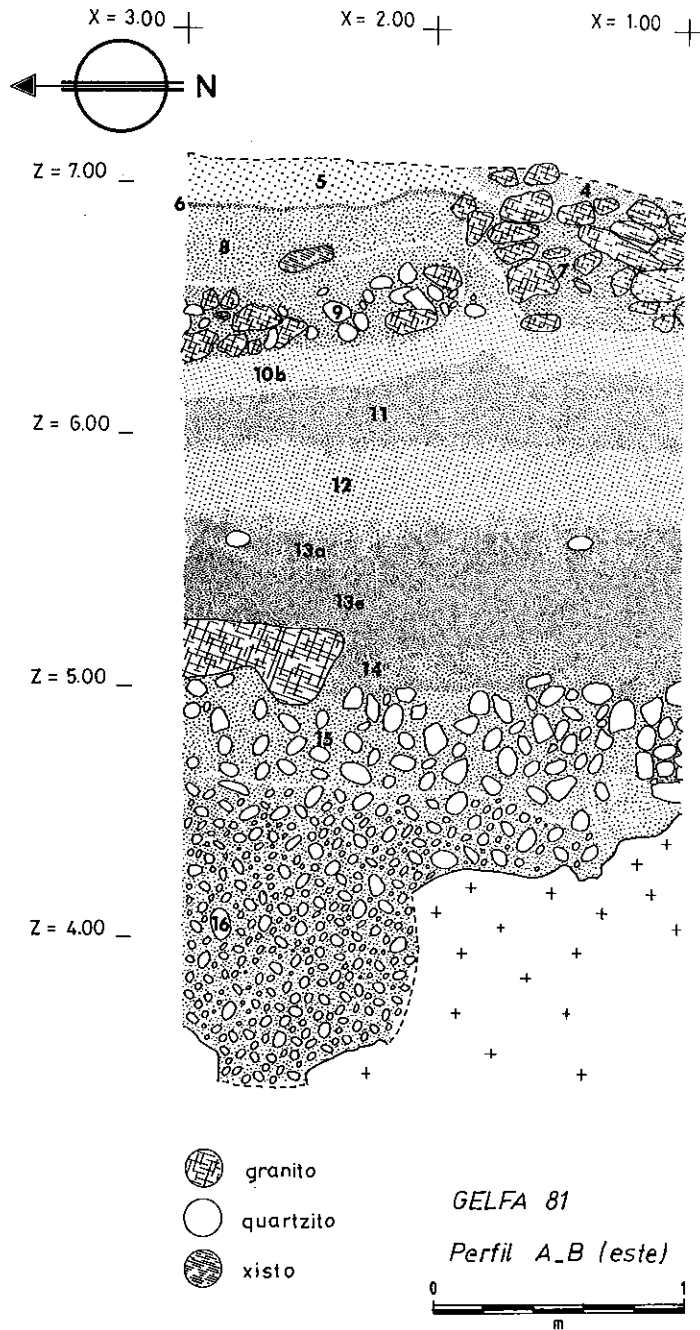 X = 3.00 X = 2.00 X = 1.00
N
Z = 7.00
5
4
6
8
7
9
10b
11
Z = 6.00
12
13a
13e
14
Z = 5.00
15
16
Z = 4.00
granito
quartzito
xisto
GELFA 81
Perfil A_B (este)
0 1
m